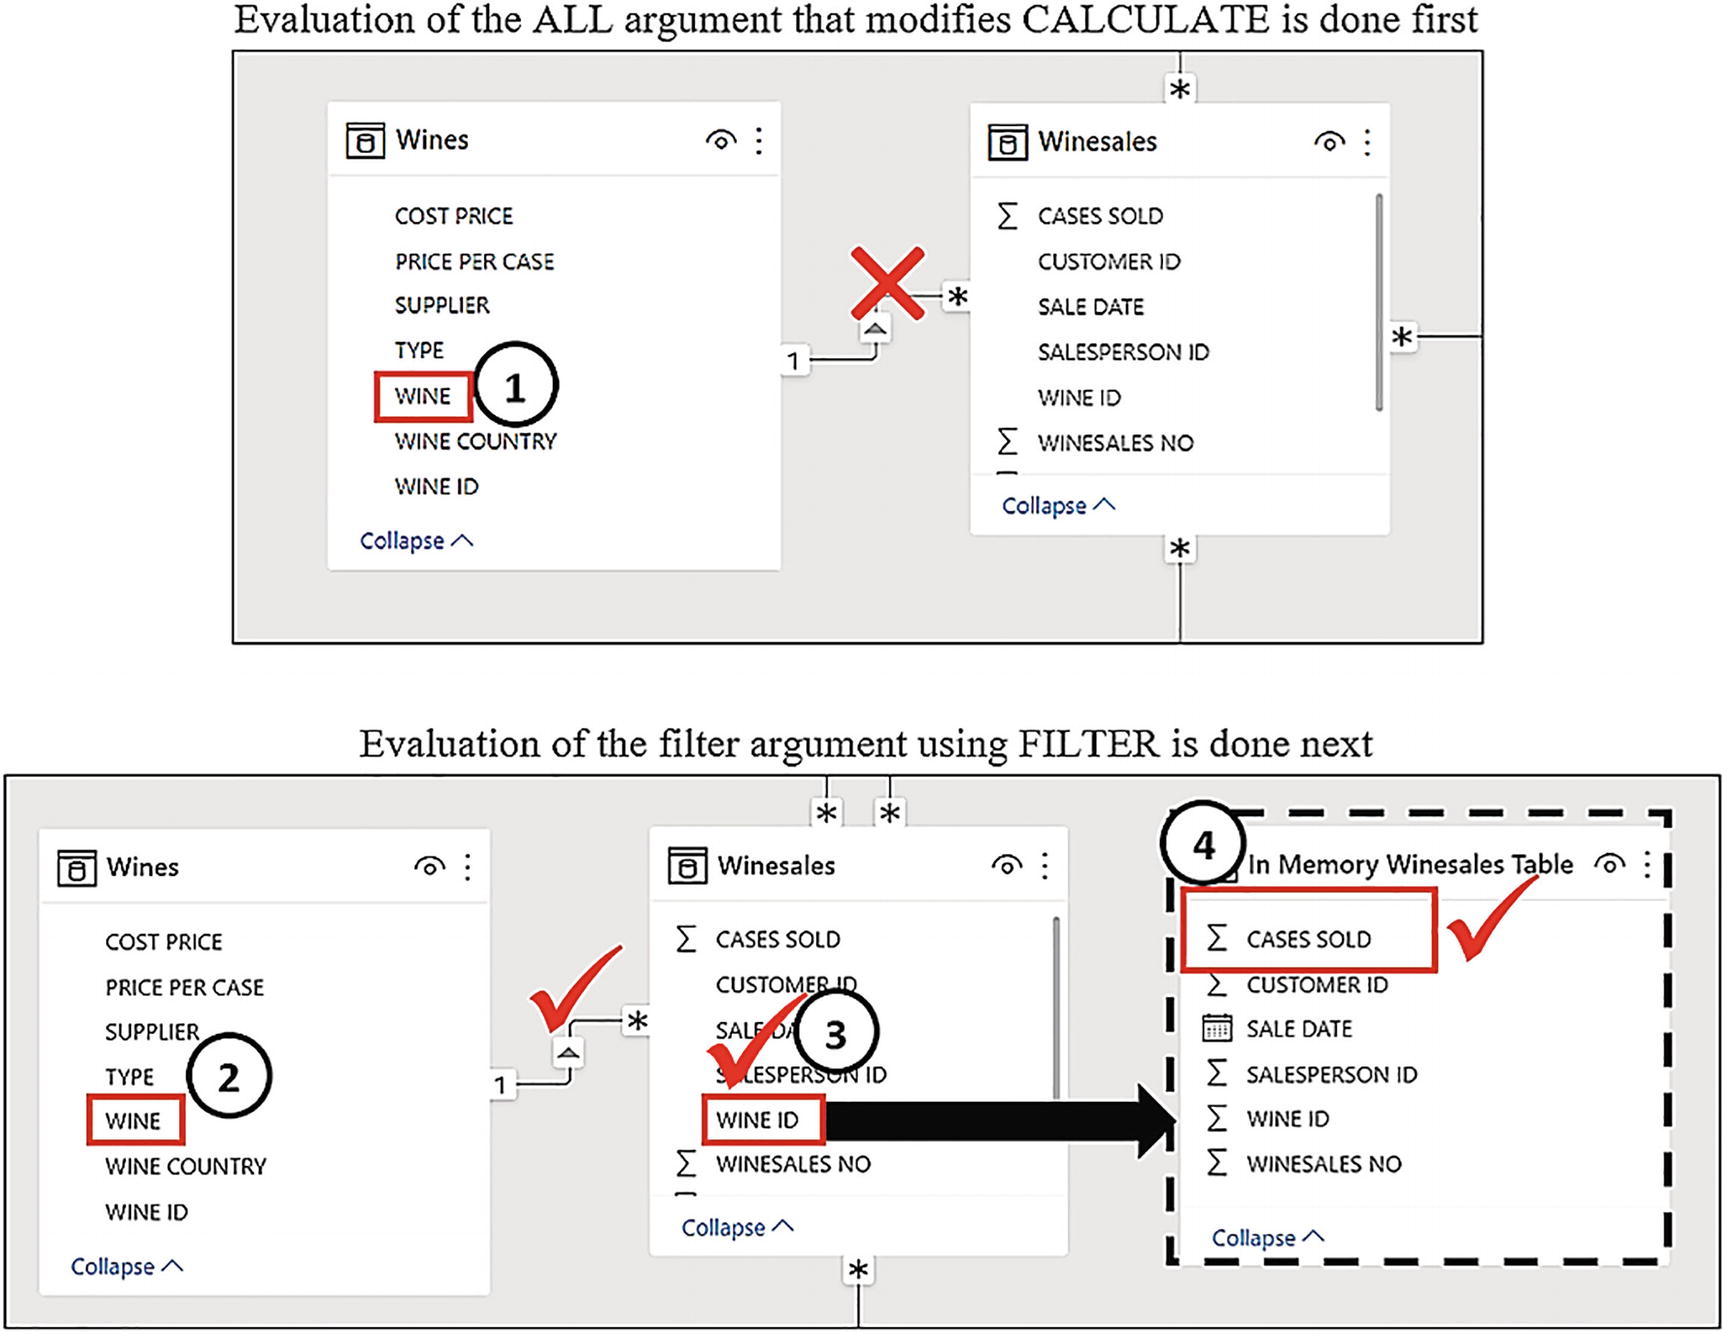 Evaluation of the ALL argument that modifies CALCULATE is done first
*
Wines
COST PRICE
PRICE PER CASE
SUPPLIER
TYPE
WINE
1
WINE COUNTRY
WINE ID
Collapse
1
*
Winesales
Σ CASES SOLD
CUSTOMER ID
SALE DATE
SALESPERSON ID
WINE ID
Σ WINESALES NO
Collapse
*
*
Evaluation of the filter argument using FILTER is done next
* *
Wines
COST PRICE
PRICE PER CASE
SUPPLIER
TYPE
2
WINE
WINE COUNTRY
WINE ID
Collapse
1
*
Winesales
Σ CASES SOLD
CUSTOMER ID
SALE DA
3
SALESPERSON ID
WINE ID
Σ WINESALES NO
Collapse
*
4
In Memory Winesales Table
Σ CASES SOLD
Σ CUSTOMER ID
SALE DATE
Σ SALESPERSON ID
Σ WINE ID
Σ WINESALES NO
Collapse